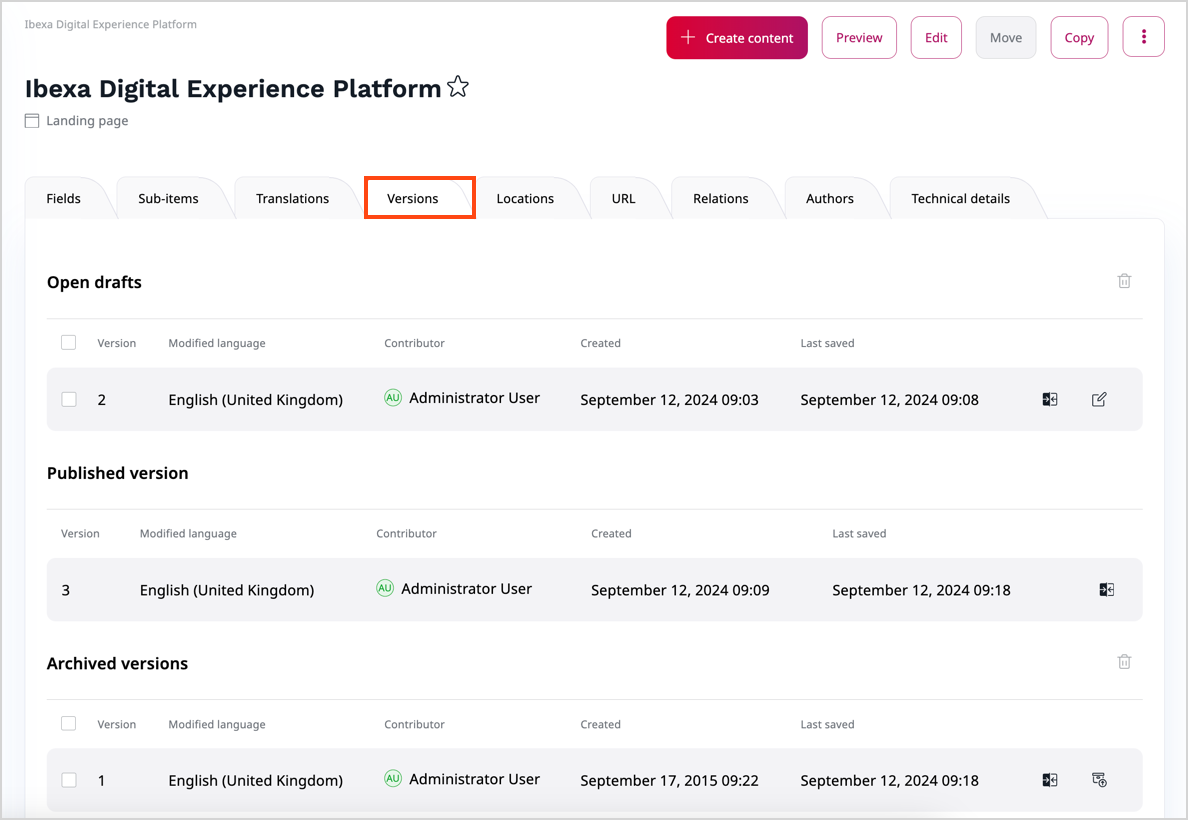 Ibexa Digital Experience Platform
Create content Preview Edit Move Copy
Ibexa Digital Experience Platform
Landing page
Fields Sub-items Translations Versions Locations URL Relations Authors Technical details
Open drafts
Version Modified language Contributor Created Last saved
2 English (United Kingdom) AU Administrator User September 12, 2024 09:03 September 12, 2024 09:08
Published version
Version Modified language Contributor Created Last saved
3 English (United Kingdom) AU Administrator User September 12, 2024 09:09 September 12, 2024 09:18
Archived versions
Version Modified language Contributor Created Last saved
1 English (United Kingdom) AU Administrator User September 17, 2015 09:22 September 12, 2024 09:18